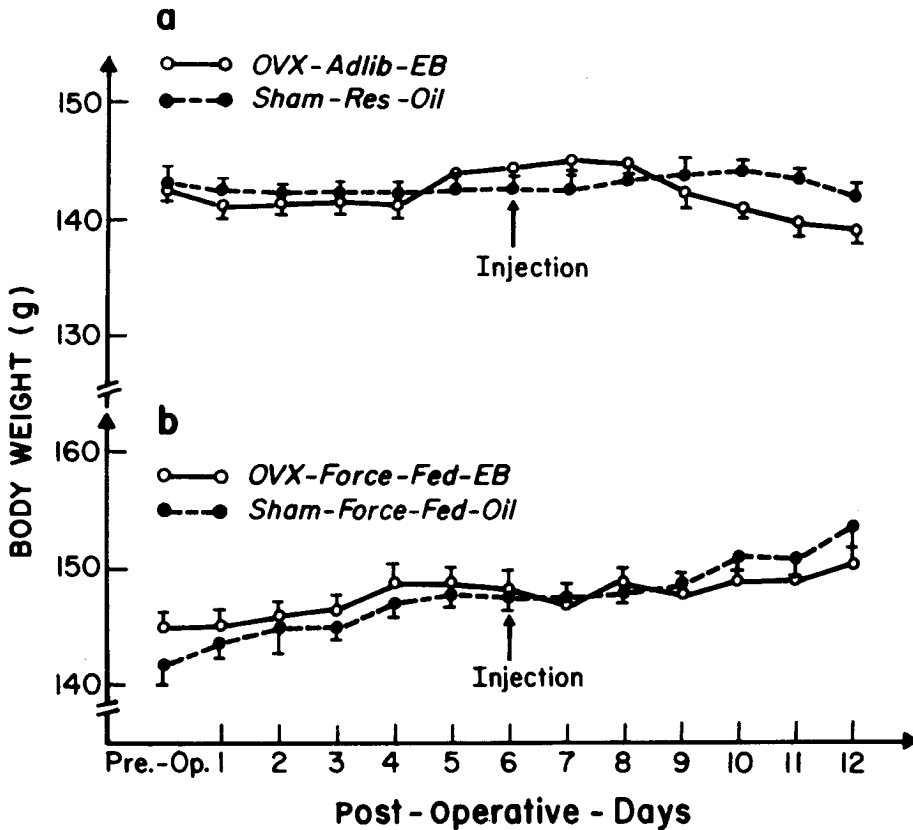 a
OVX-Adlib-EB
Sham-Res-Oil
150
140
130
Injection
BODY WEIGHT (g)
b
160
OVX-Force-Fed-EB
Sham-Force-Fed-Oil
150
140
Injection
Pre.-Op. 1 2 3 4 5 6 7 8 9 10 11 12
Post-Operative-Days